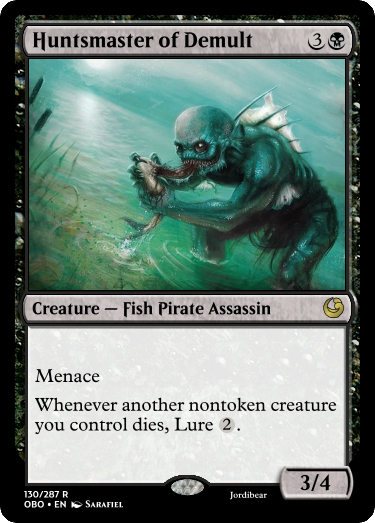 Huntsmaster of Demult 3
Creature — Fish Pirate Assassin
Menace
Whenever another nontoken creature
you control dies, Lure 2.
3/4
130/287 R
OBO • EN Sarafiel
Jordibear